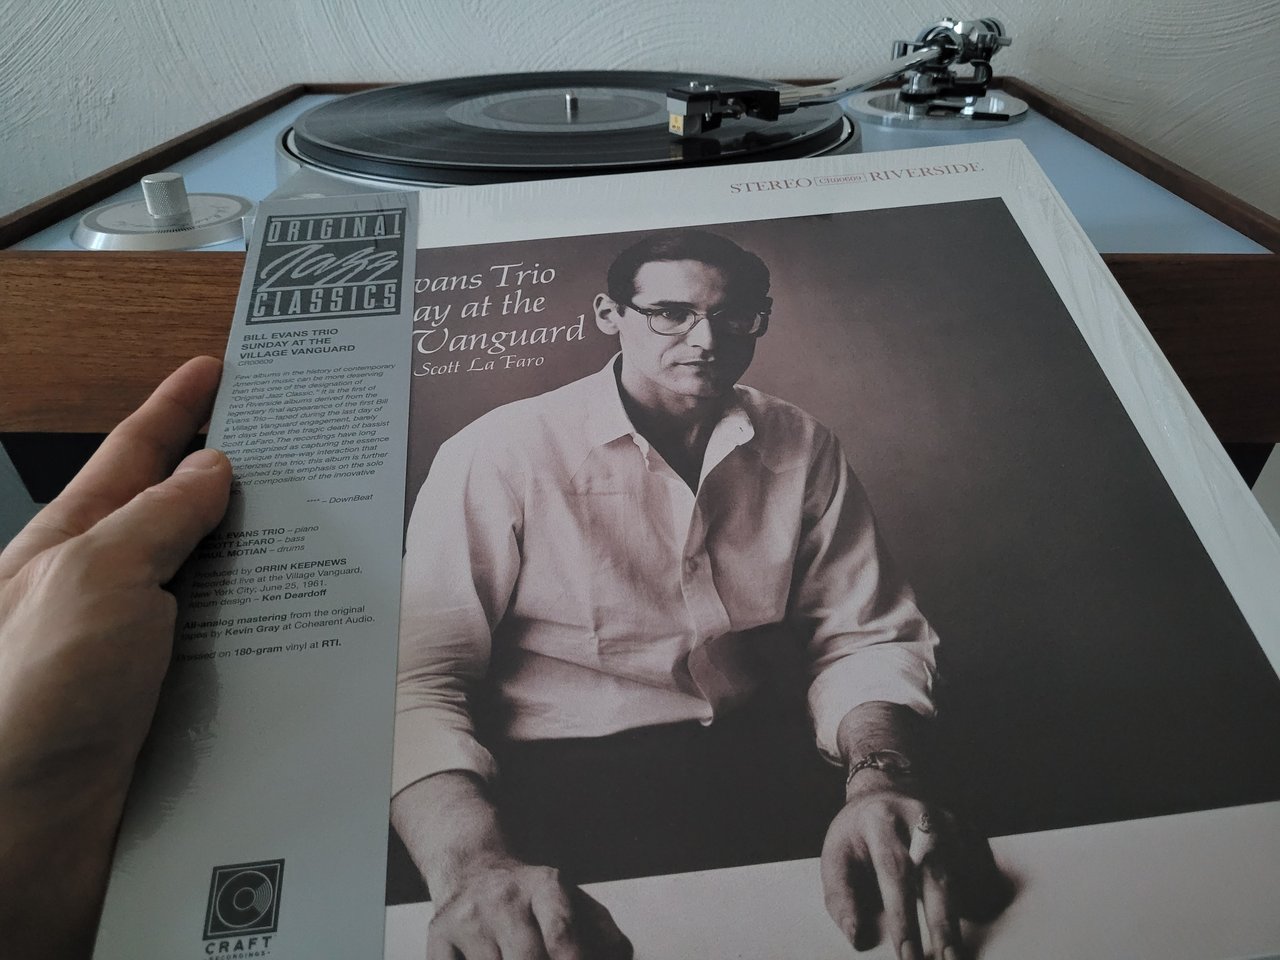 STEREO CR00609 RIVERSIDE
ORIGINAL
Jazz
CLASSICS
BILL EVANS TRIO
SUNDAY AT THE
VILLAGE VANGUARD
CR00609
Few albums in the history of contemporary
American music can be more deserving
than this one of the designation of
"Original Jazz Classic." It is the first of
two Riverside albums derived from the
legendary final appearance of the first Bill
Evans Trio—taped during the last day of
a Village Vanguard engagement, barely
ten days before the tragic death of bassist
Scott LaFaro. The recordings have long
een recognized as capturing the essence
the unique three-way interaction that
acterized the trio; this album is further
guished by its emphasis on the solo
and composition of the innovative
**** – DownBeat
LL EVANS TRIO – piano
COTT LaFARO – bass
AUL MOTIAN – drums
Produced by ORRIN KEEPNEWS
Recorded live at the Village Vanguard,
New York City; June 25, 1961.
Album design – Ken Deardoff
All-analog mastering from the original
tapes by Kevin Gray at Cohearent Audio.
Pressed on 180-gram vinyl at RTI.
CRAFT
RECORDINGS
vans Trio
ay at the
Vanguard
Scott La Faro